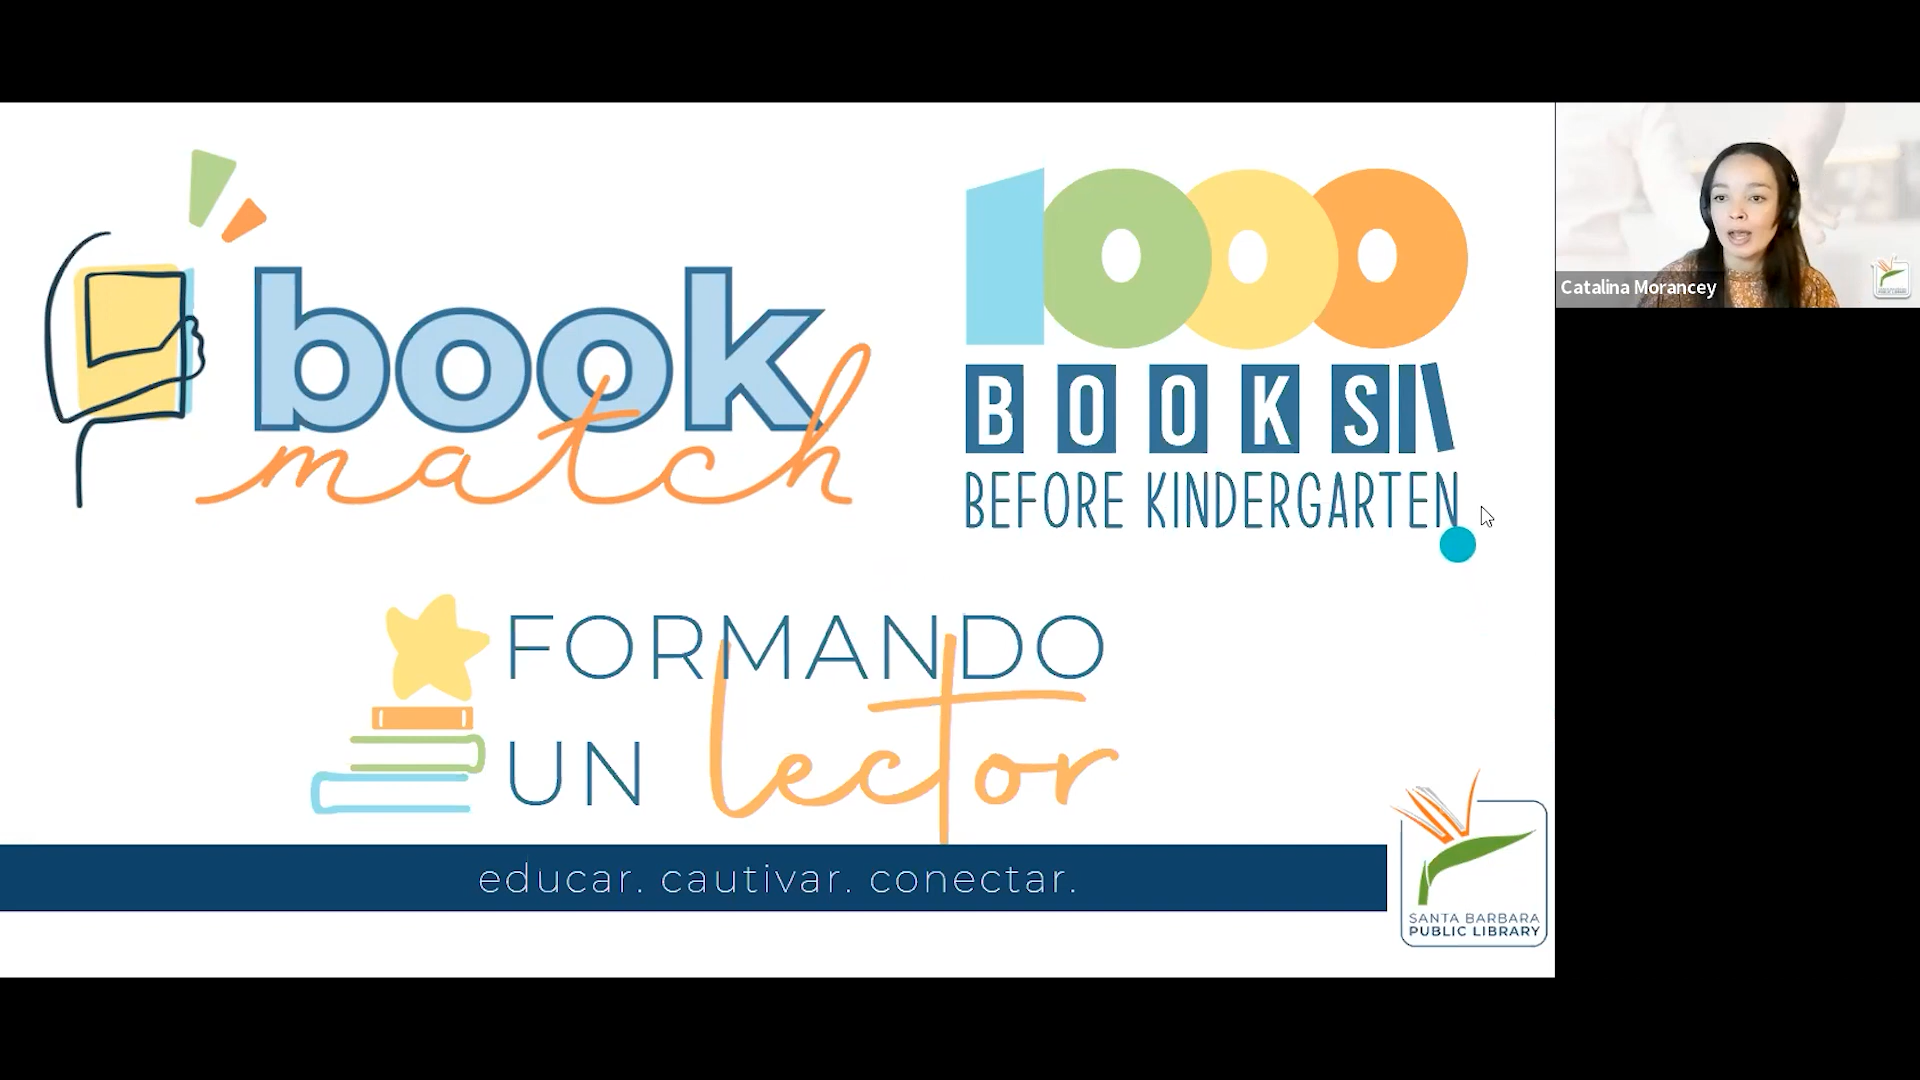 book
match
1000
BOOKS
BEFORE KINDERGARTEN
FORMANDO
UN lector
educar. cautivar. conectar.
SANTA BARBARA
PUBLIC LIBRARY
Catalina Morancey